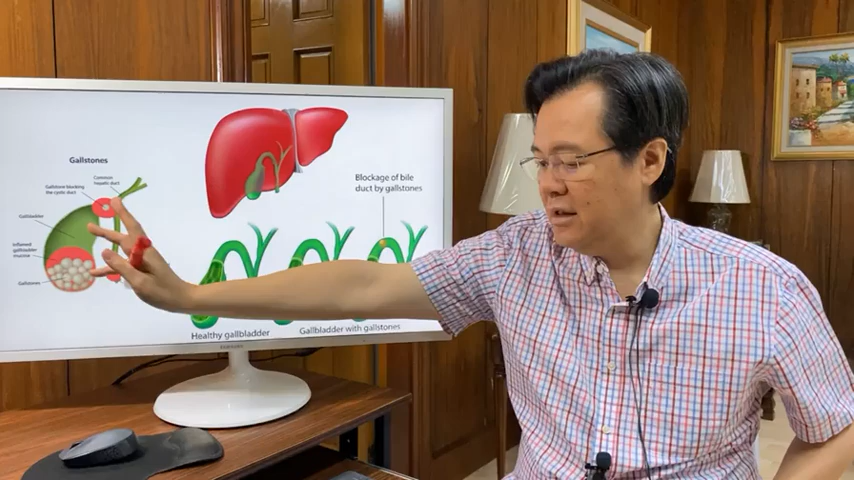 Gallstones
Common
hepatic duct
Gallstone blocking
the cystic duct
Gallbladder
Inflamed
gallbladder
mucosa
Gallstones
Blockage of bile
duct by gallstones
Healthy gallbladder
Gallbladder with gallstones